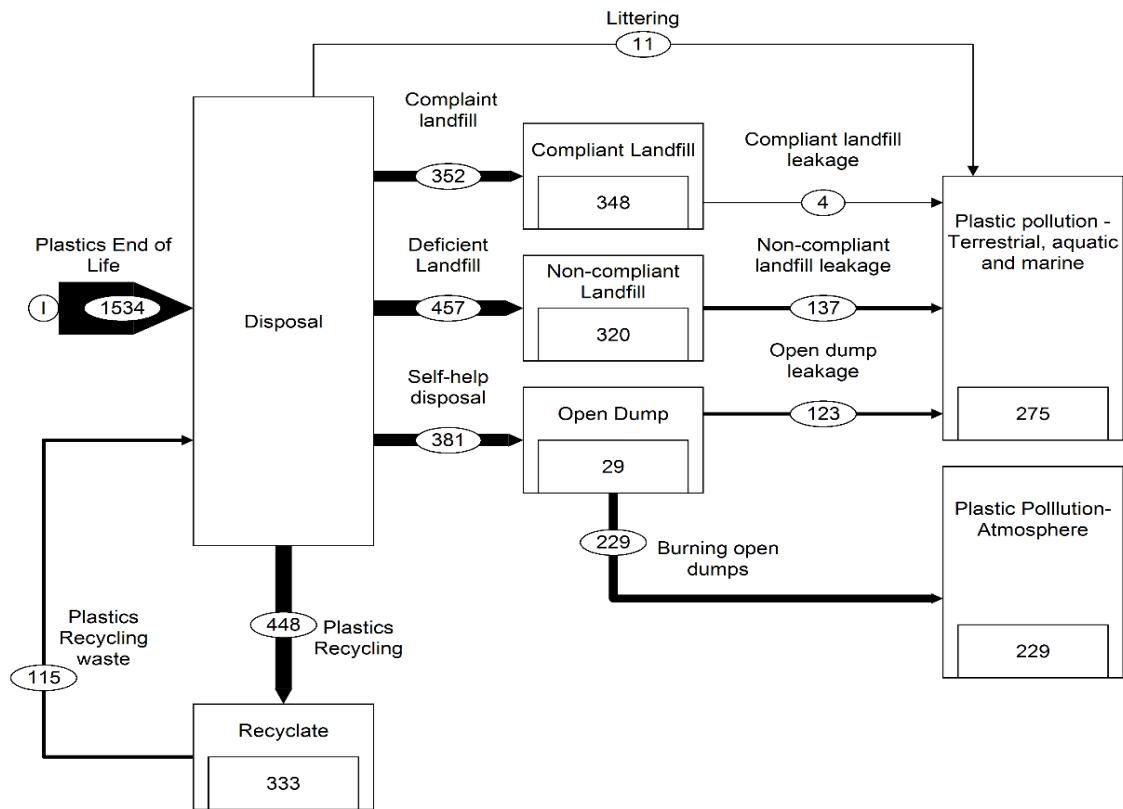 Littering
11
Complaint
landfill
352
Compliant Landfill
348
Compliant landfill
leakage
4
Plastic pollution -
Terrestrial, aquatic
and marine
275
Plastics End of
Life
I
1534
Disposal
Deficient
Landfill
457
Non-compliant
Landfill
320
Non-compliant
landfill leakage
137
Self-help
disposal
381
Open Dump
29
Open dump
leakage
123
229
Burning open
dumps
Plastic Polllution-
Atmosphere
229
Plastics
Recycling
waste
115
448
Plastics
Recycling
Recyclate
333